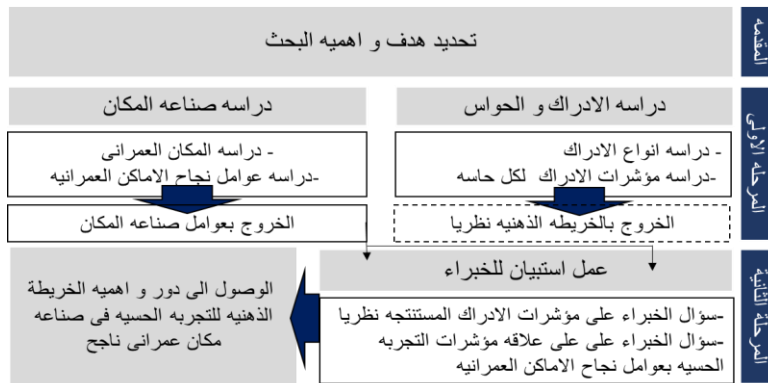 المقدمه
تحديد هدف و اهميه البحث
المرحله الاولى
دراسه الادراك و الحواس
- دراسه انواع الادراك
-دراسه مؤشرات الادراك لكل حاسه
الخروج بالخريطه الذهنيه نظريا
دراسه صناعه المكان
- دراسه المكان العمرانى
-دراسه عوامل نجاح الاماكن العمرانيه
الخروج بعوامل صناعه المكان
المرحلة الثانية
عمل استبيان للخبراء
-سؤال الخبراء على مؤشرات الادراك المستنتجه نظريا
-سؤال الخبراء على على علاقه مؤشرات التجربه
الحسيه بعوامل نجاح الاماكن العمرانيه
الوصول الى دور و اهميه الخريطة
الذهنيه للتجربه الحسيه فى صناعه
مكان عمرانى ناجح